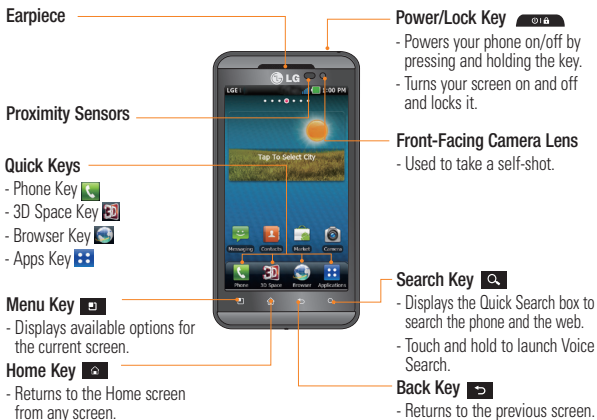 Earpiece
Proximity Sensors
Quick Keys
- Phone Key
- 3D Space Key
- Browser Key
- Apps Key
Menu Key
- Displays available options for
the current screen.
Home Key
- Returns to the Home screen
from any screen.
LG
LGE
1:00 PM
Tap To Select City
Messaging Contacts Market Camera
3D
Phone 3D Space Browser Applications
Power/Lock Key
- Powers your phone on/off by
pressing and holding the key.
- Turns your screen on and off
and locks it.
Front-Facing Camera Lens
- Used to take a self-shot.
Search Key
- Displays the Quick Search box to
search the phone and the web.
- Touch and hold to launch Voice
Search.
Back Key
- Returns to the previous screen.